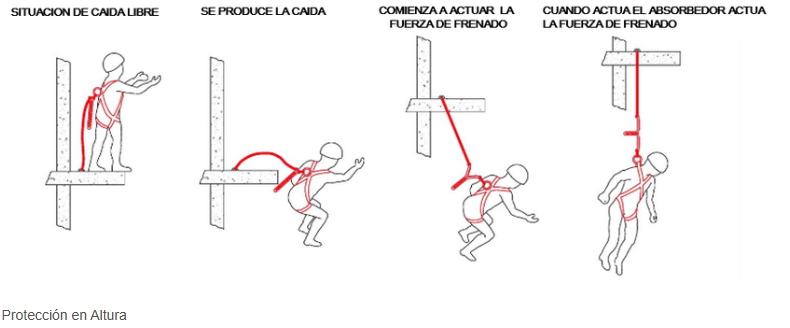 SITUACION DE CAIDA LIBRE
SE PRODUCE LA CAIDA
COMIENZA A ACTUAR LA
FUERZA DE FRENADO
CUANDO ACTUA EL ABSORBEDOR ACTUA
LA FUERZA DE FRENADO
Protección en Altura